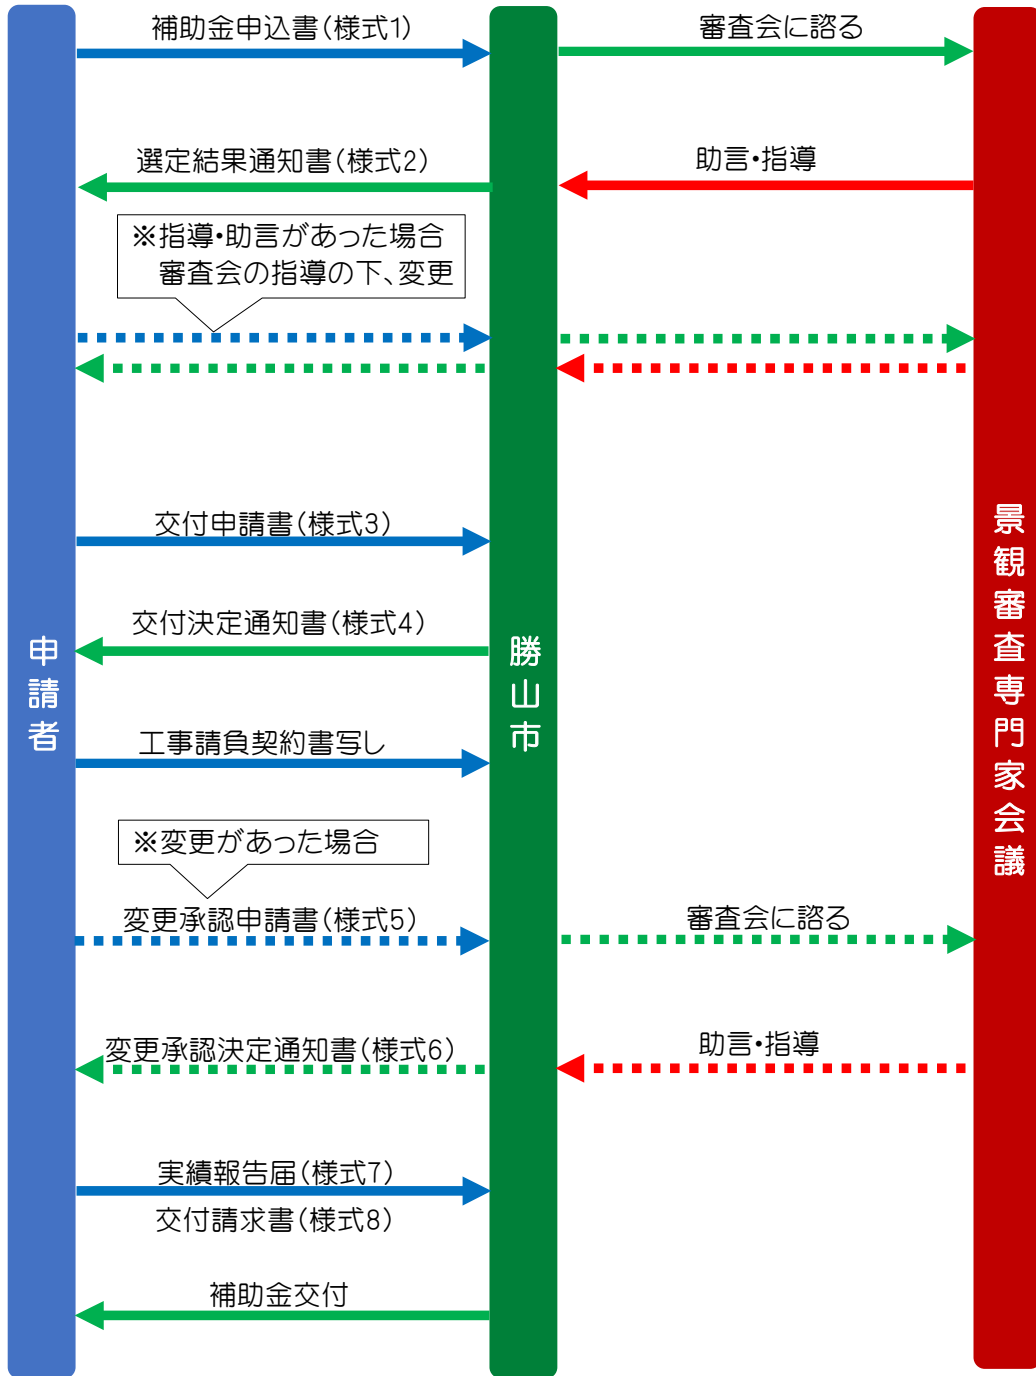 補助金申込書(様式1)
審査会に諮る
選定結果通知書(様式2)
助言・指導
※指導・助言があった場合
審査会の指導の下、変更
交付申請書(様式3)
交付決定通知書(様式4)
申請者
勝山市
景観審査専門家会議
工事請負契約書写し
※変更があった場合
変更承認申請書(様式5)
審査会に諮る
変更承認決定通知書(様式6)
助言・指導
実績報告届(様式7)
交付請求書(様式8)
補助金交付